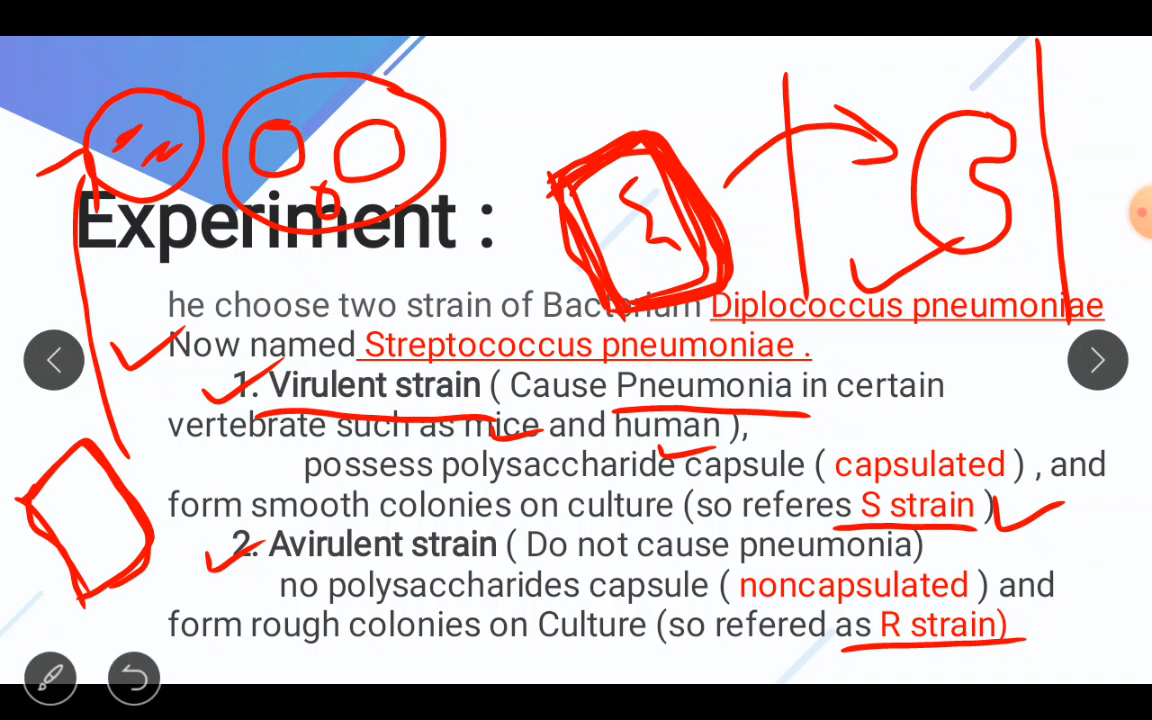 Experiment :
he choose two strain of Bacterium Diplococcus pneumoniae
Now named Streptococcus pneumoniae .
1. Virulent strain ( Cause Pneumonia in certain
vertebrate such as mice and human ),
possess polysaccharide capsule ( capsulated ) , and
form smooth colonies on culture (so referes S strain )
2. Avirulent strain ( Do not cause pneumonia)
no polysaccharides capsule ( noncapsulated ) and
form rough colonies on Culture (so refered as R strain)